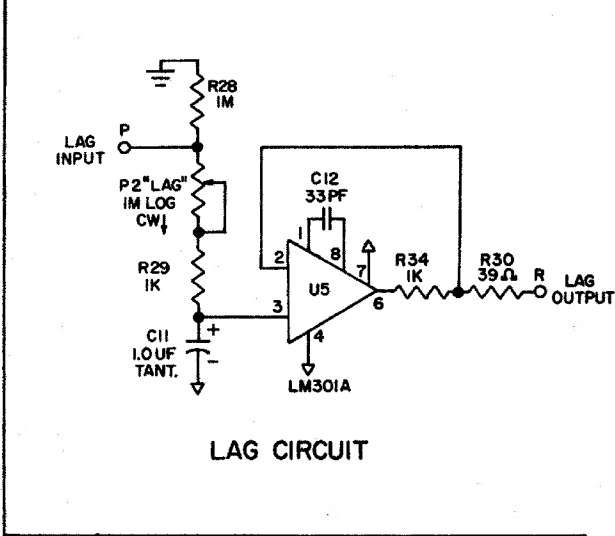 R28
1M
P
LAG
INPUT
P2 "LAG"
1M LOG
CW
R29
1K
C11
1.0 UF
TANT.
+
-
C12
33PF
1
8
2
7
3
U5
6
4
LM301A
R34
1K
R30
39Ω
R
LAG
OUTPUT
LAG CIRCUIT